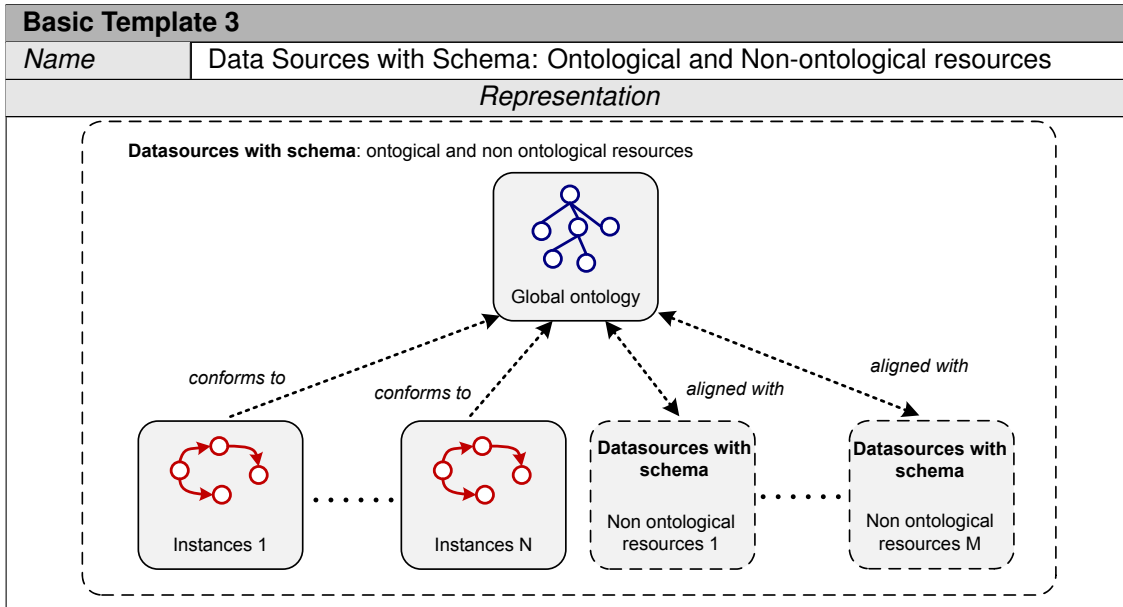 Basic Template 3
Name
Data Sources with Schema: Ontological and Non-ontological resources
Representation
Datasources with schema: ontogical and non ontological resources
Global ontology
conforms to
conforms to
aligned with
aligned with
Instances 1
Instances N
Datasources with
schema
Non ontological
resources 1
Datasources with
schema
Non ontological
resources M